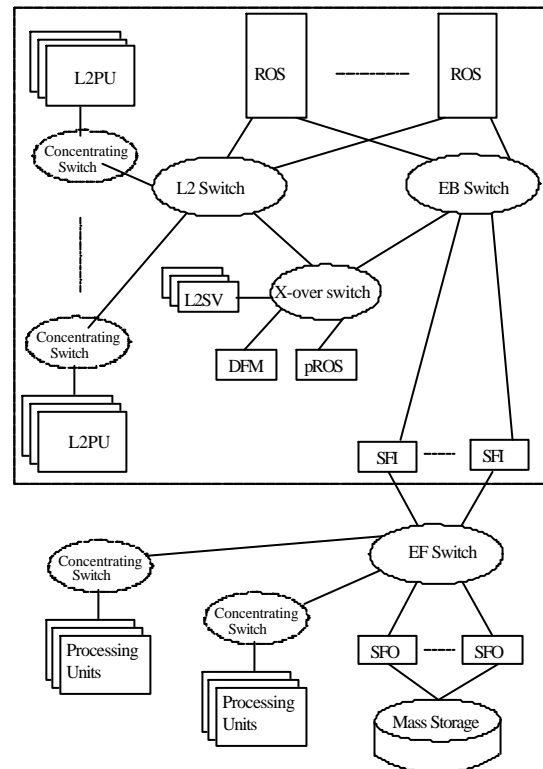 L2PU
ROS
ROS
Concentrating
Switch
L2 Switch
EB Switch
X-over switch
L2SV
Concentrating
Switch
DFM
pROS
L2PU
SFI
SFI
EF Switch
Concentrating
Switch
Concentrating
Switch
Processing
Units
SFO
SFO
Processing
Units
Mass Storage